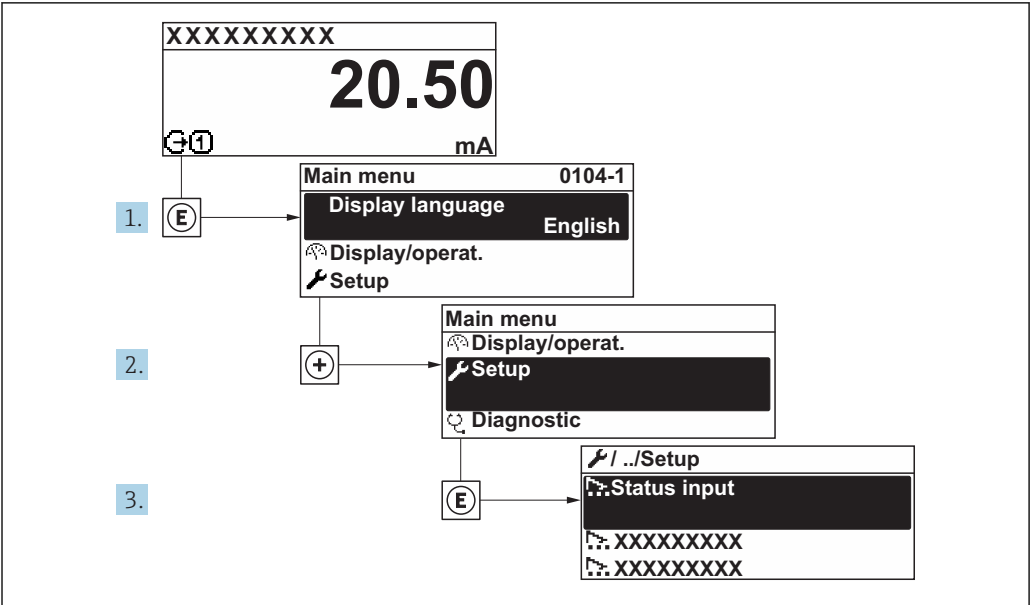 XXXXXXXXX
20.50
mA
1
Main menu 0104-1
Display language
English
Display/operat.
Setup
1.
E
Main menu
Display/operat.
Setup
Diagnostic
2.
+
/ ../Setup
Status input
XXXXXXXXX
XXXXXXXXX
3.
E